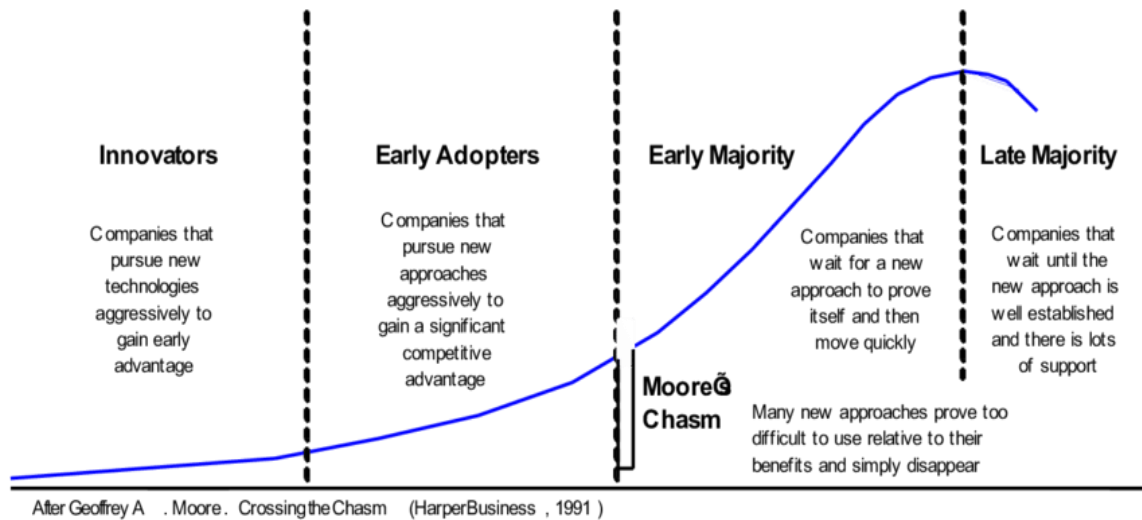 Innovators
Early Adopters
Early Majority
Late Majority
Companies that
pursue new
technologies
aggressively to
gain early
advantage
Companies that
pursue new
approaches
aggressively to
gain a significant
competitive
advantage
Companies that
wait for a new
approach to prove
itself and then
move quickly
Companies that
wait until the
new approach is
well established
and there is lots
of support
Moore
Chasm
Many new approaches prove too
difficult to use relative to their
benefits and simply disappear
After Geoffrey A . Moore . Crossing the Chasm (HarperBusiness , 1991 )